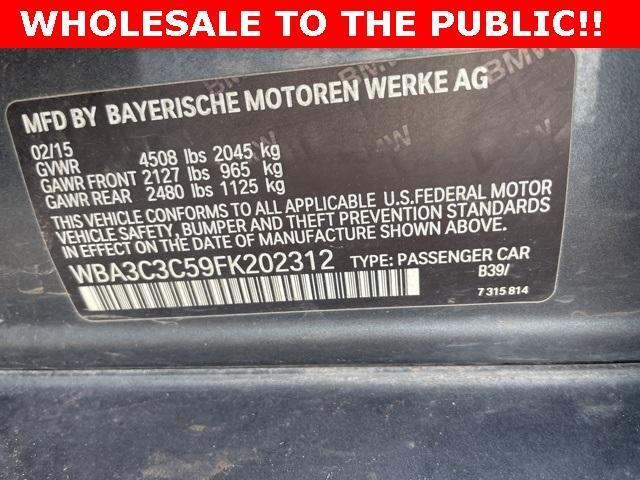 WHOLESALE TO THE PUBLIC!!
MFD BY BAYERISCHE MOTOREN WERKE AG
02/15
GVWR 4508 lbs 2045 kg
GAWR FRONT 2127 lbs 965 kg
GAWR REAR 2480 lbs 1125 kg
THIS VEHICLE CONFORMS TO ALL APPLICABLE U.S.FEDERAL MOTOR
VEHICLE SAFETY, BUMPER AND THEFT PREVENTION STANDARDS
IN EFFECT ON THE DATE OF MANUFACTURE SHOWN ABOVE.
WBA3C3C59FK202312 TYPE: PASSENGER CAR
B39/
7 315 814